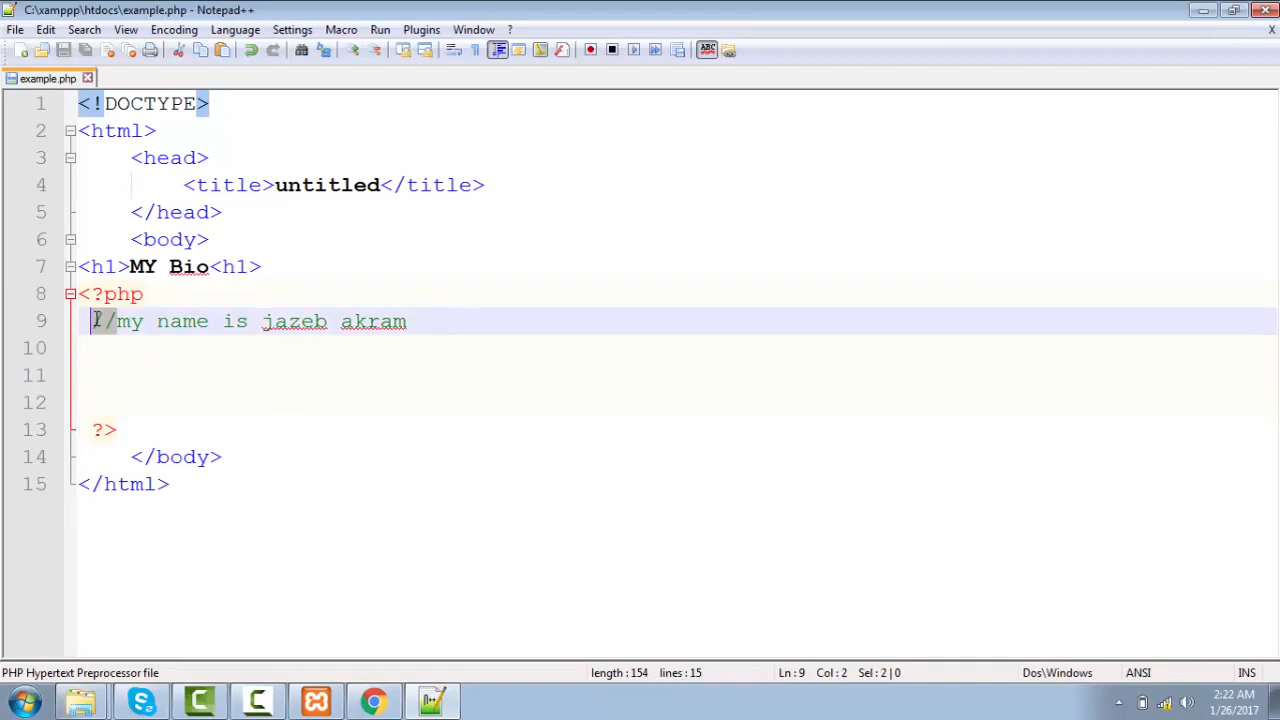 C:\xamppp\htdocs\example.php - Notepad++
File Edit Search View Encoding Language Settings Macro Run Plugins Window ? X
ABC
example.php
1 <!DOCTYPE>
2 <html>
3 <head>
4 <title>untitled</title>
5 </head>
6 <body>
7 <h1>MY Bio<h1>
8 <?php
9 //my name is jazeb akram
10
11
12
13 ?>
14 </body>
15 </html>
PHP Hypertext Preprocessor file length : 154 lines : 15 Ln : 9 Col : 2 Sel : 2 | 0 Dos\Windows ANSI INS
2:22 AM
1/26/2017